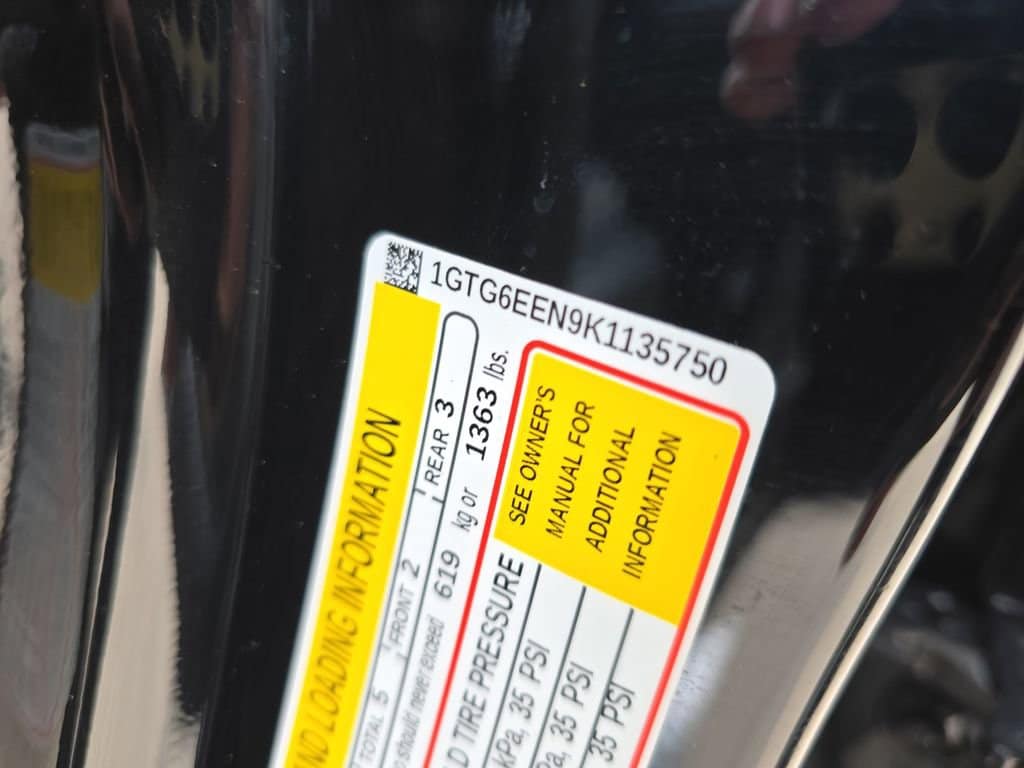 1GTG6EEN9K1135750
ND LOADING INFORMATION
TOTAL 5 FRONT 2 REAR 3
should never exceed 619 kg or 1363 lbs.
D TIRE PRESSURE
kPa, 35 PSI
Pa, 35 PSI
35 PSI
SEE OWNER'S
MANUAL FOR
ADDITIONAL
INFORMATION